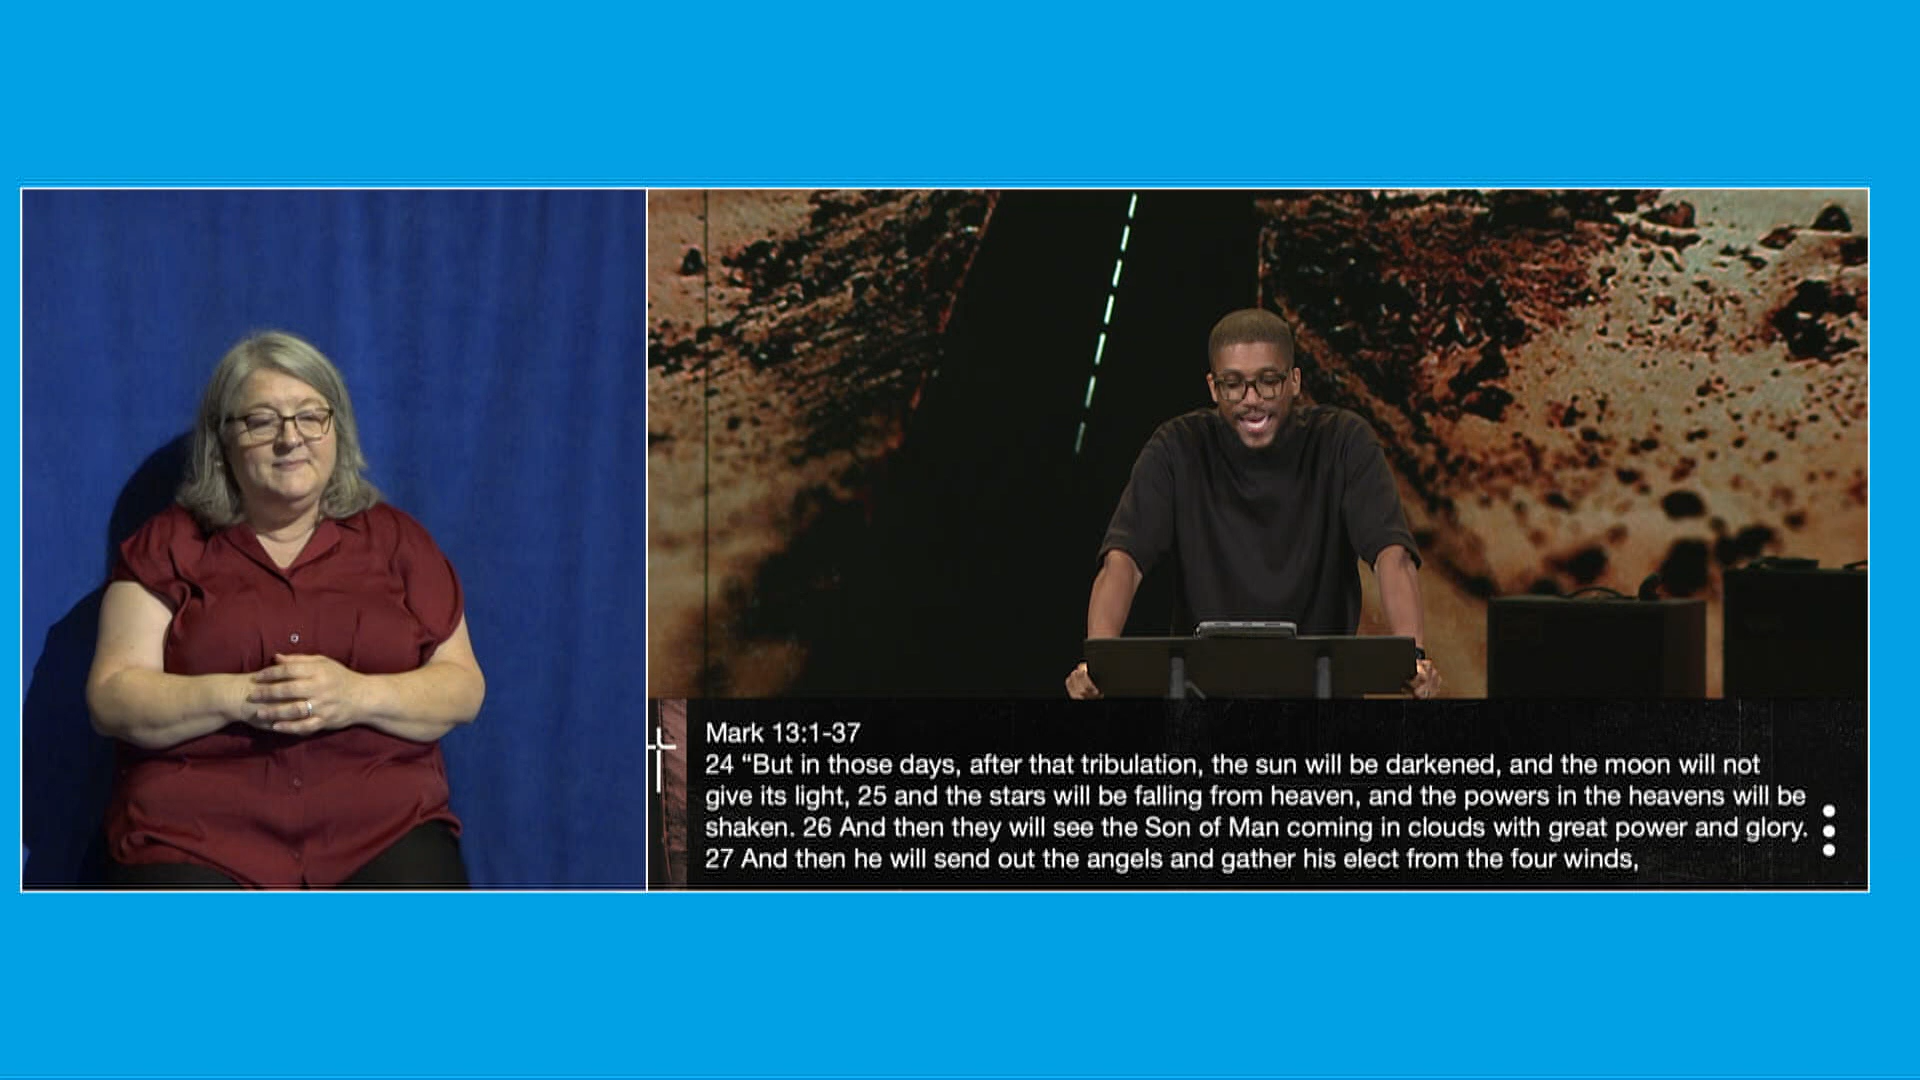 Mark 13:1-37
24 “But in those days, after that tribulation, the sun will be darkened, and the moon will not
give its light, 25 and the stars will be falling from heaven, and the powers in the heavens will be
shaken. 26 And then they will see the Son of Man coming in clouds with great power and glory.
27 And then he will send out the angels and gather his elect from the four winds,